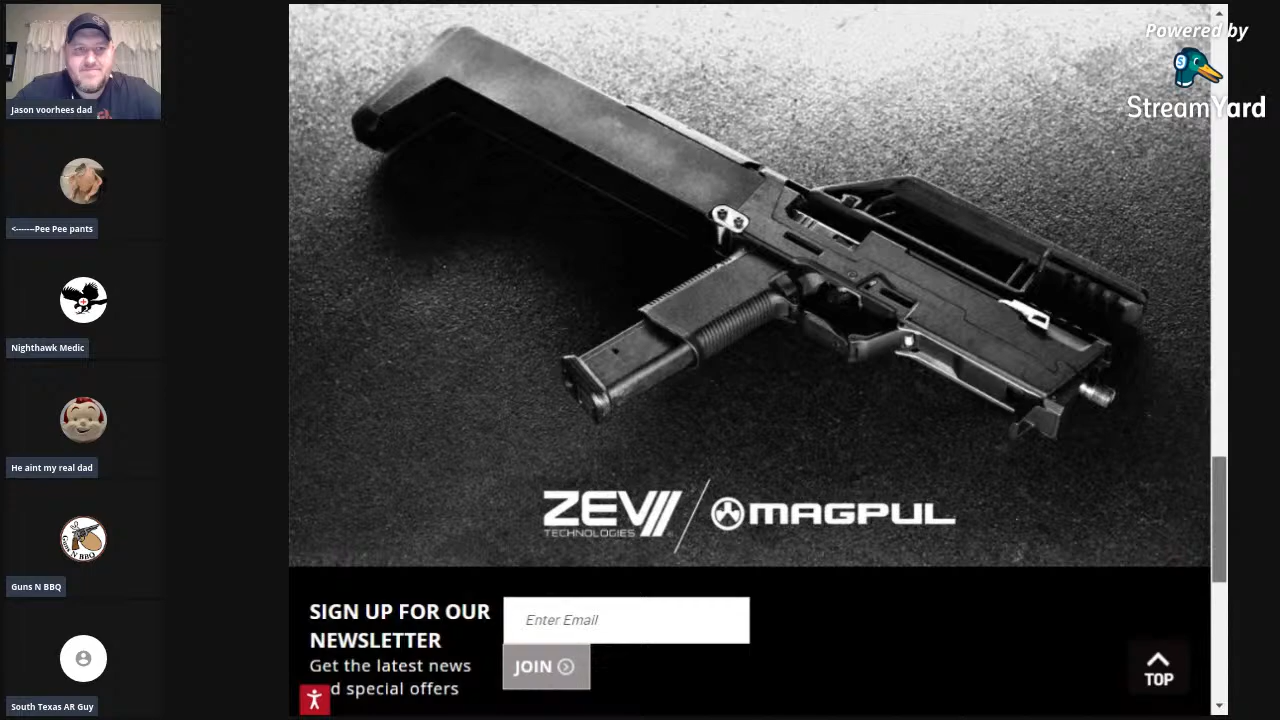 Jason voorhees dad
<------Pee Pee pants
Nighthawk Medic
He aint my real dad
Guns N BBQ
Guns N BBQ
South Texas AR Guy
Powered by
StreamYard
ZEV
TECHNOLOGIES
MAGPUL
SIGN UP FOR OUR
NEWSLETTER
Get the latest news
d special offers
Enter Email
JOIN
TOP